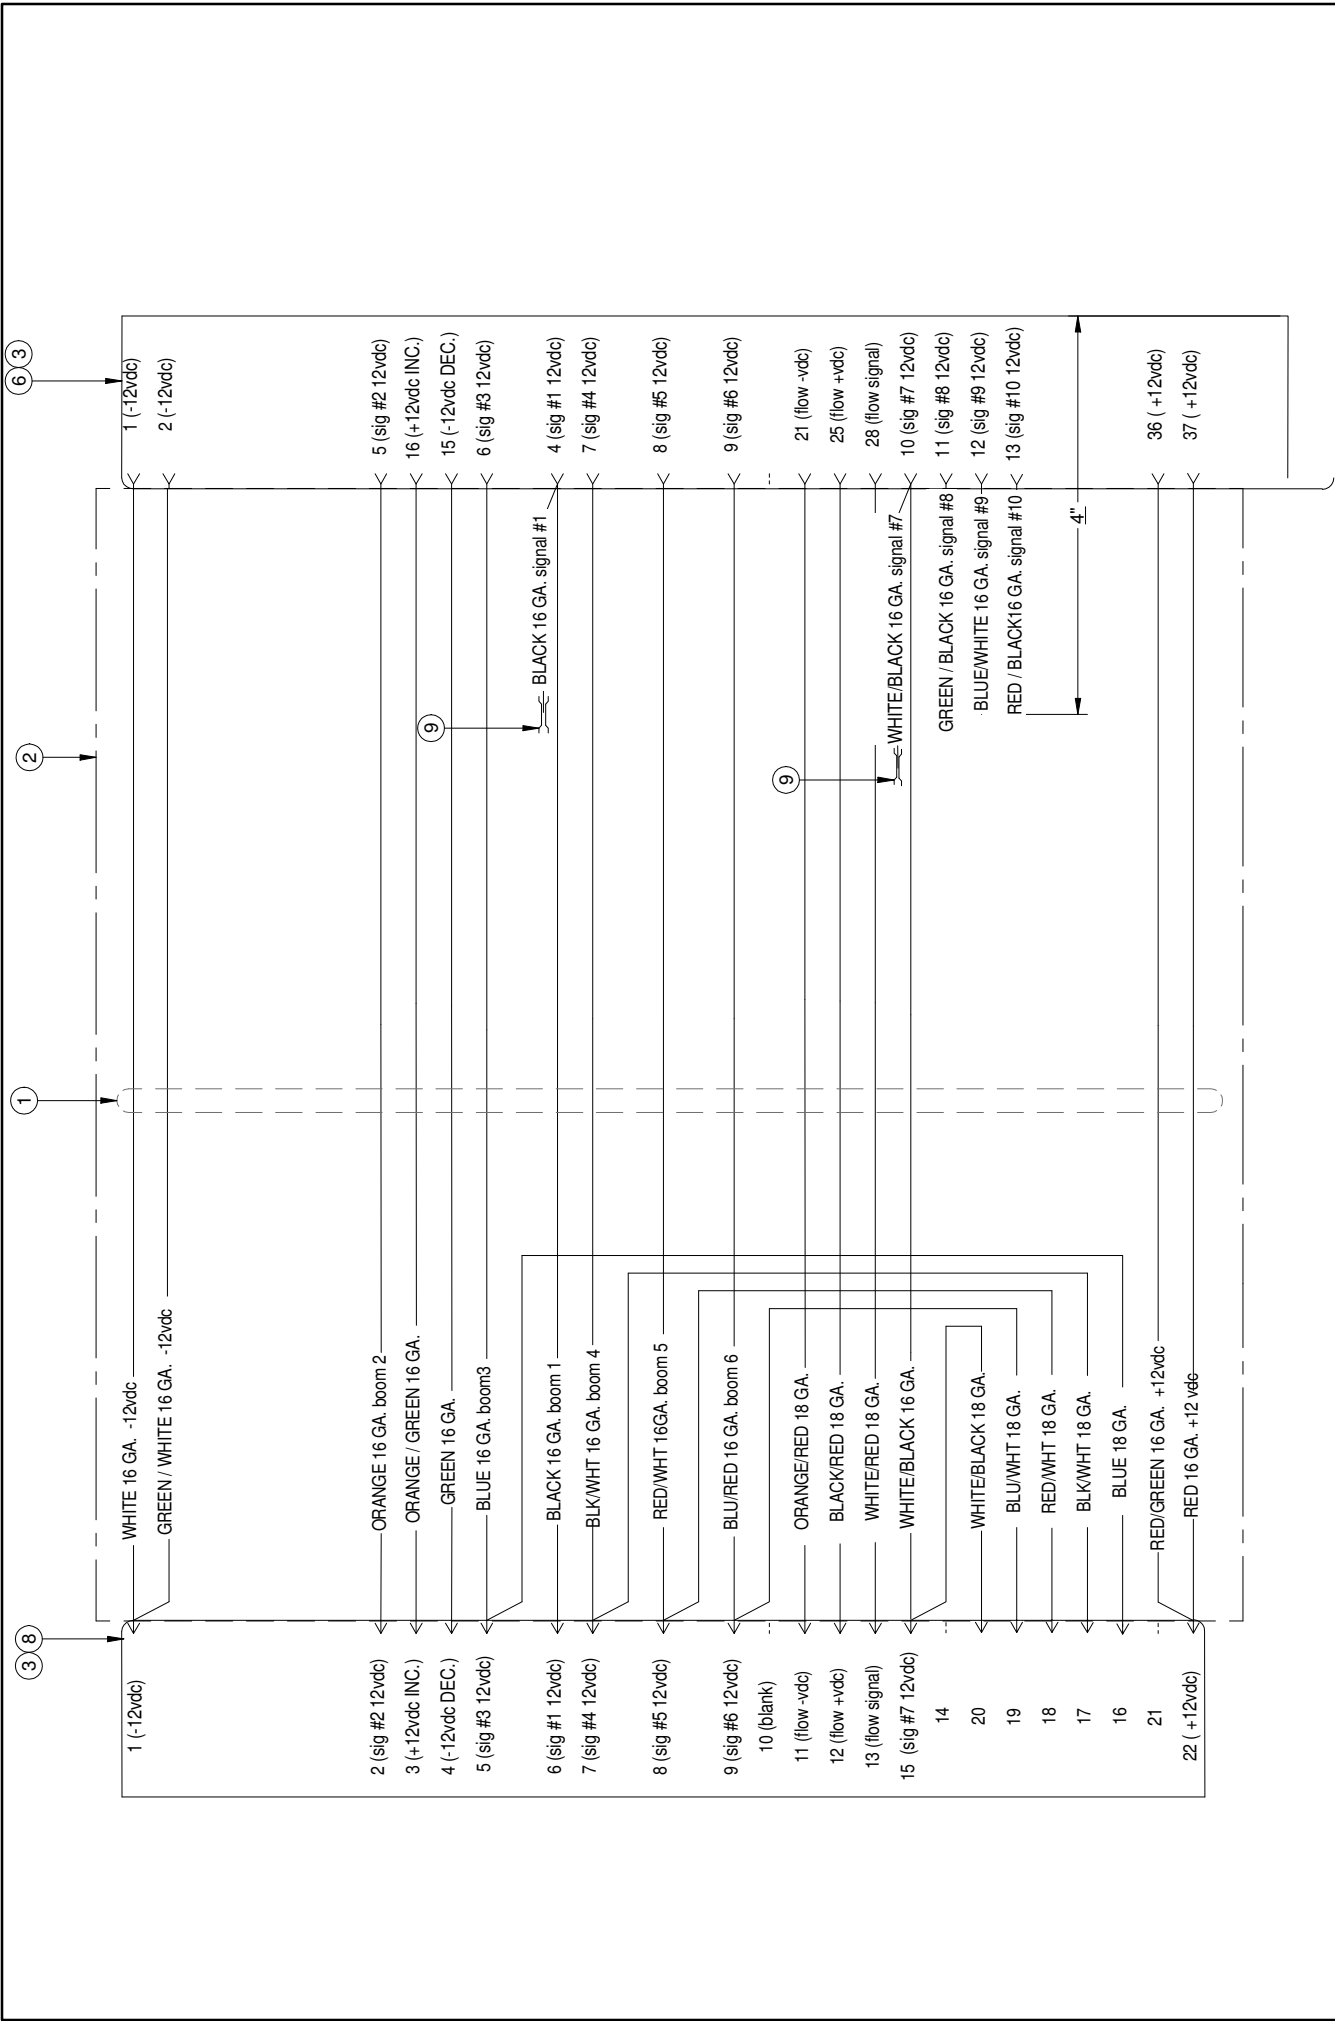 3 8
1
2
6 3
9
9
1 (-12vdc)
2 (sig #2 12vdc)
3 (+12vdc INC.)
4 (-12vdc DEC.)
5 (sig #3 12vdc)
6 (sig #1 12vdc)
7 (sig #4 12vdc)
8 (sig #5 12vdc)
9 (sig #6 12vdc)
10 (blank)
11 (flow -vdc)
12 (flow +vdc)
13 (flow signal)
15 (sig #7 12vdc)
14
20
19
18
17
16
21
22 ( +12vdc)
WHITE 16 GA. -12vdc
GREEN / WHITE 16 GA. -12vdc
ORANGE 16 GA. boom 2
ORANGE / GREEN 16 GA.
GREEN 16 GA.
BLUE 16 GA. boom3
BLACK 16 GA. boom 1
BLK/WHT 16 GA. boom 4
RED/WHT 16GA. boom 5
BLU/RED 16 GA. boom 6
ORANGE/RED 18 GA.
BLACK/RED 18 GA.
WHITE/RED 18 GA.
WHITE/BLACK 16 GA.
WHITE/BLACK 18 GA.
BLU/WHT 18 GA.
RED/WHT 18 GA.
BLK/WHT 18 GA.
BLUE 18 GA.
RED/GREEN 16 GA. +12vdc
RED 16 GA. +12 vdc
BLACK 16 GA. signal #1
WHITE/BLACK 16 GA. signal #7
GREEN / BLACK 16 GA. signal #8
BLUE/WHITE 16 GA. signal #9
RED / BLACK16 GA. signal #10
4"
1 (-12vdc)
2 (-12vdc)
5 (sig #2 12vdc)
16 (+12vdc INC.)
15 (-12vdc DEC.)
6 (sig #3 12vdc)
4 (sig #1 12vdc)
7 (sig #4 12vdc)
8 (sig #5 12vdc)
9 (sig #6 12vdc)
21 (flow -vdc)
25 (flow +vdc)
28 (flow signal)
10 (sig #7 12vdc)
11 (sig #8 12vdc)
12 (sig #9 12vdc)
13 (sig #10 12vdc)
36 ( +12vdc)
37 ( +12vdc)